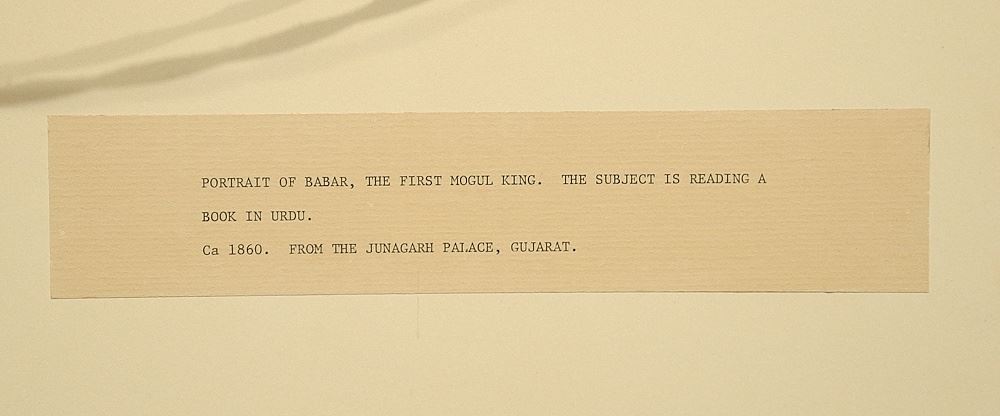 PORTRAIT OF BABAR, THE FIRST MOGUL KING.  THE SUBJECT IS READING A
BOOK IN URDU.
Ca 1860.  FROM THE JUNAGARH PALACE, GUJARAT.